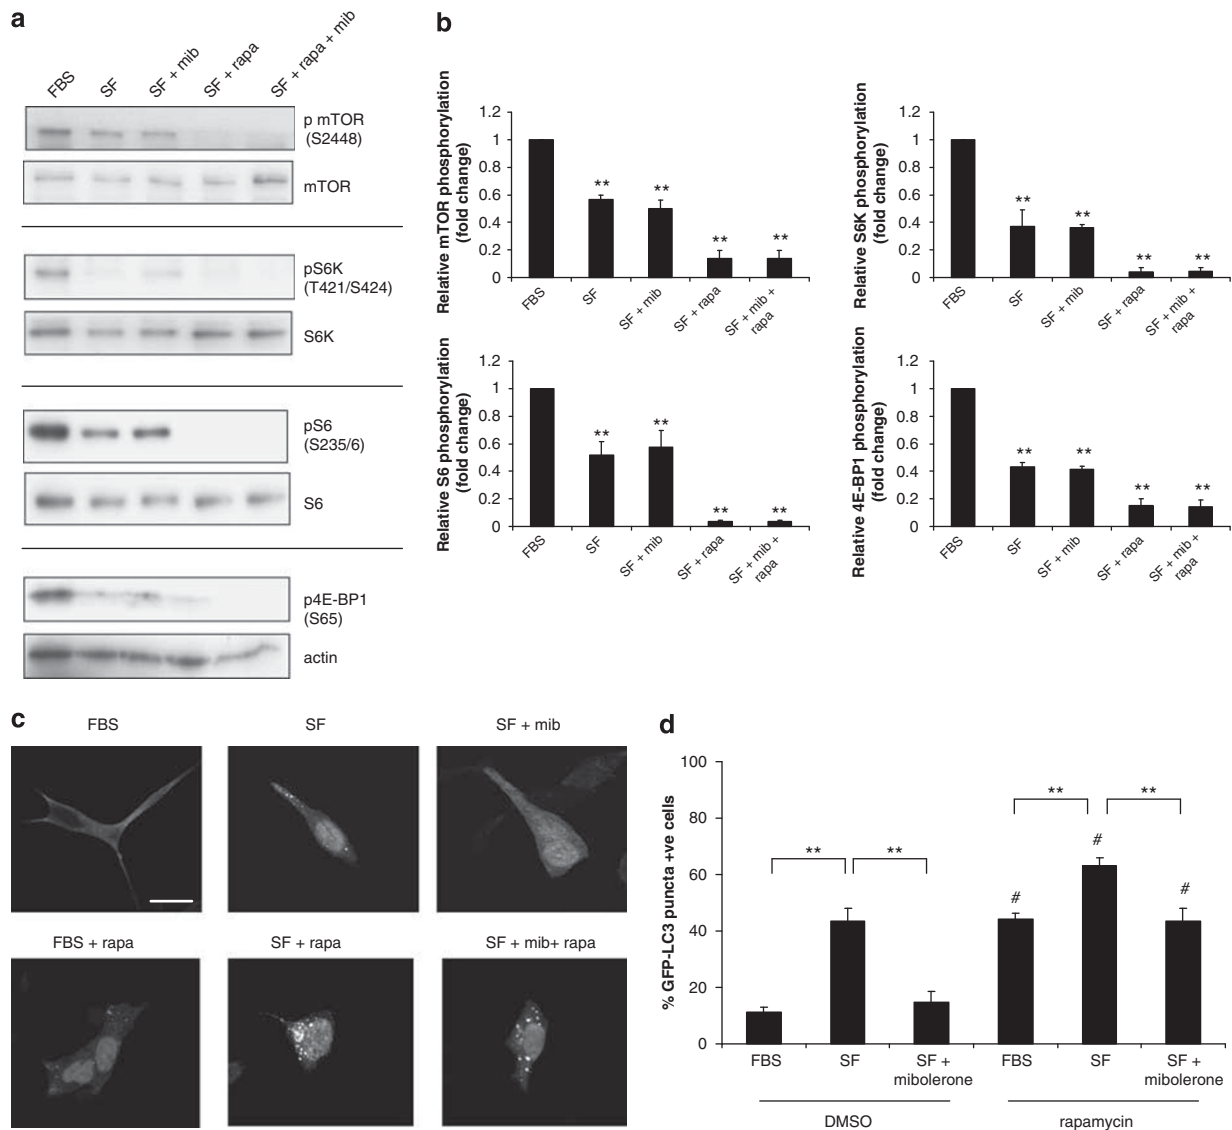 a
FBS
SF
SF + mib
SF + rapa
SF + rapa + mib
p mTOR
(S2448)
mTOR
pS6K
(T421/S424)
S6K
pS6
(S235/6)
S6
p4E-BP1
(S65)
actin
b
Relative mTOR phosphorylation
(fold change)
1.2
1
0.8
0.6
0.4
0.2
0
** ** ** **
FBS
SF
SF + mib
SF + rapa
SF + mib +
rapa
Relative S6K phosphorylation
(fold change)
1.2
1
0.8
0.6
0.4
0.2
0
** ** ** **
FBS
SF
SF + mib
SF + rapa
SF + mib +
rapa
Relative S6 phosphorylation
(fold change)
1.2
1
0.8
0.6
0.4
0.2
0
** ** ** **
FBS
SF
SF + mib
SF + rapa
SF + mib +
rapa
Relative 4E-BP1 phosphorylation
(fold change)
1.2
1
0.8
0.6
0.4
0.2
0
** ** ** **
FBS
SF
SF + mib
SF + rapa
SF + mib +
rapa
c
FBS
SF
SF + mib
FBS + rapa
SF + rapa
SF + mib+ rapa
d
% GFP-LC3 puncta +ve cells
100
80
60
40
20
0
** ** ** **
# # #
FBS
SF
SF +
mibolerone
FBS
SF
SF +
mibolerone
DMSO
rapamycin